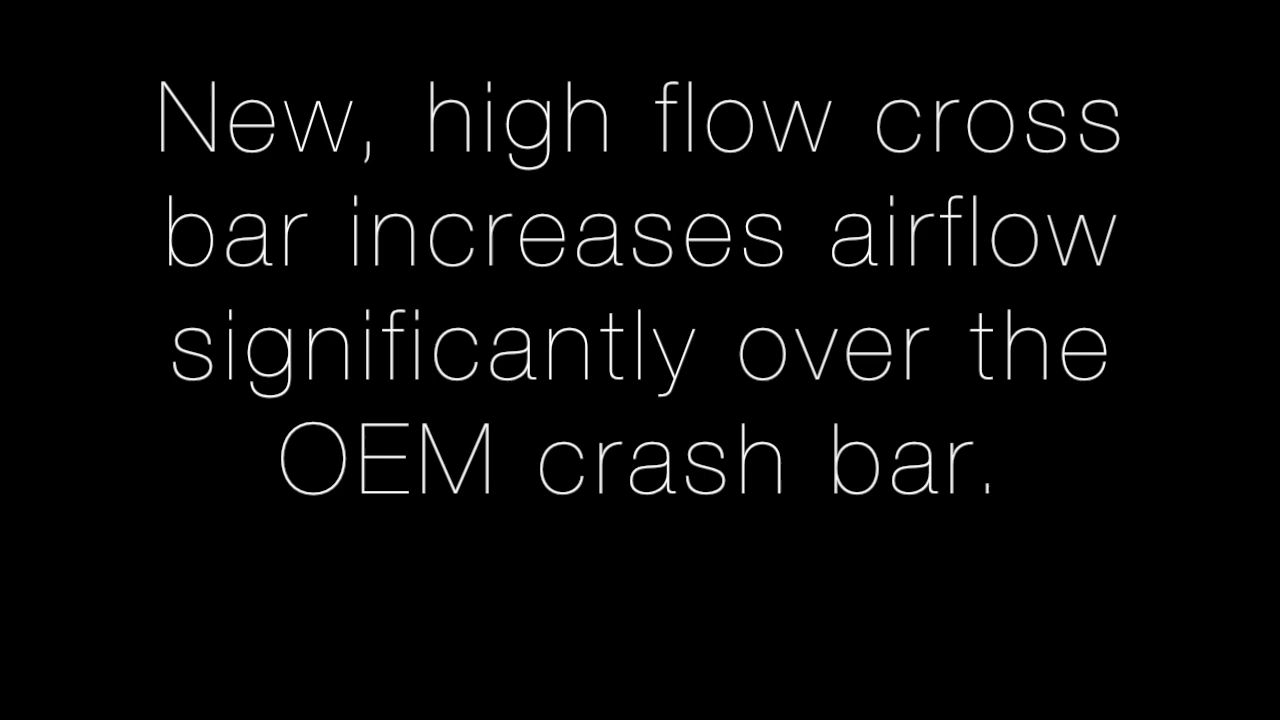 New, high flow cross
bar increases airflow
significantly over the
OEM crash bar.